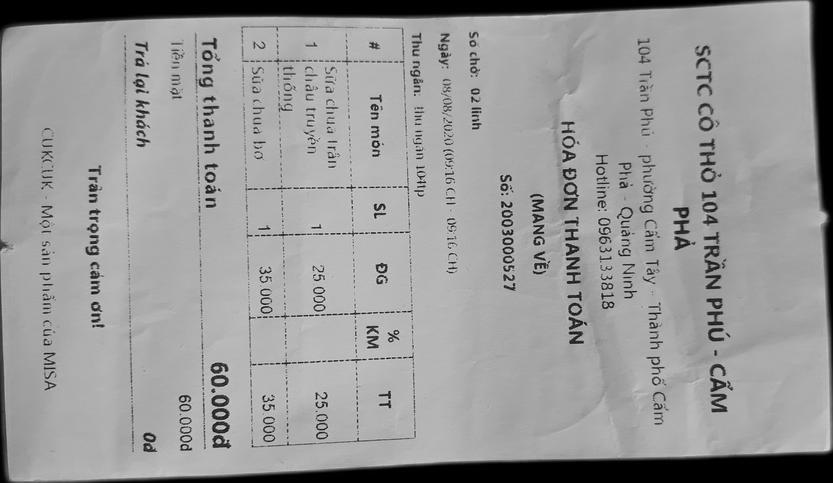 SCTC CÔ THỎ 104 TRẦN PHÚ - CẨM
PHẢ
104 Trần Phú - phường Cẩm Tây - Thành phố Cẩm
Phả - Quảng Ninh
Hotline: 0963133818
HÓA ĐƠN THANH TOÁN
(MANG VỀ)
Số: 2003000527
Số chờ: 02 linh
Ngày: 08/08/2020 (09:16 CH - 09:16 CH)
Thu ngân: thu ngân 104tp
# Tên món SL ĐG % KM TT
1 Sữa chua trân châu truyền thống 1 25.000 25.000
2 Sữa chua bơ 1 35.000 35.000
Tổng thanh toán 60.000đ
Tiền mặt 60.000đ
Trả lại khách 0đ
Trân trọng cảm ơn!
CUKCUK - Một sản phẩm của MISA